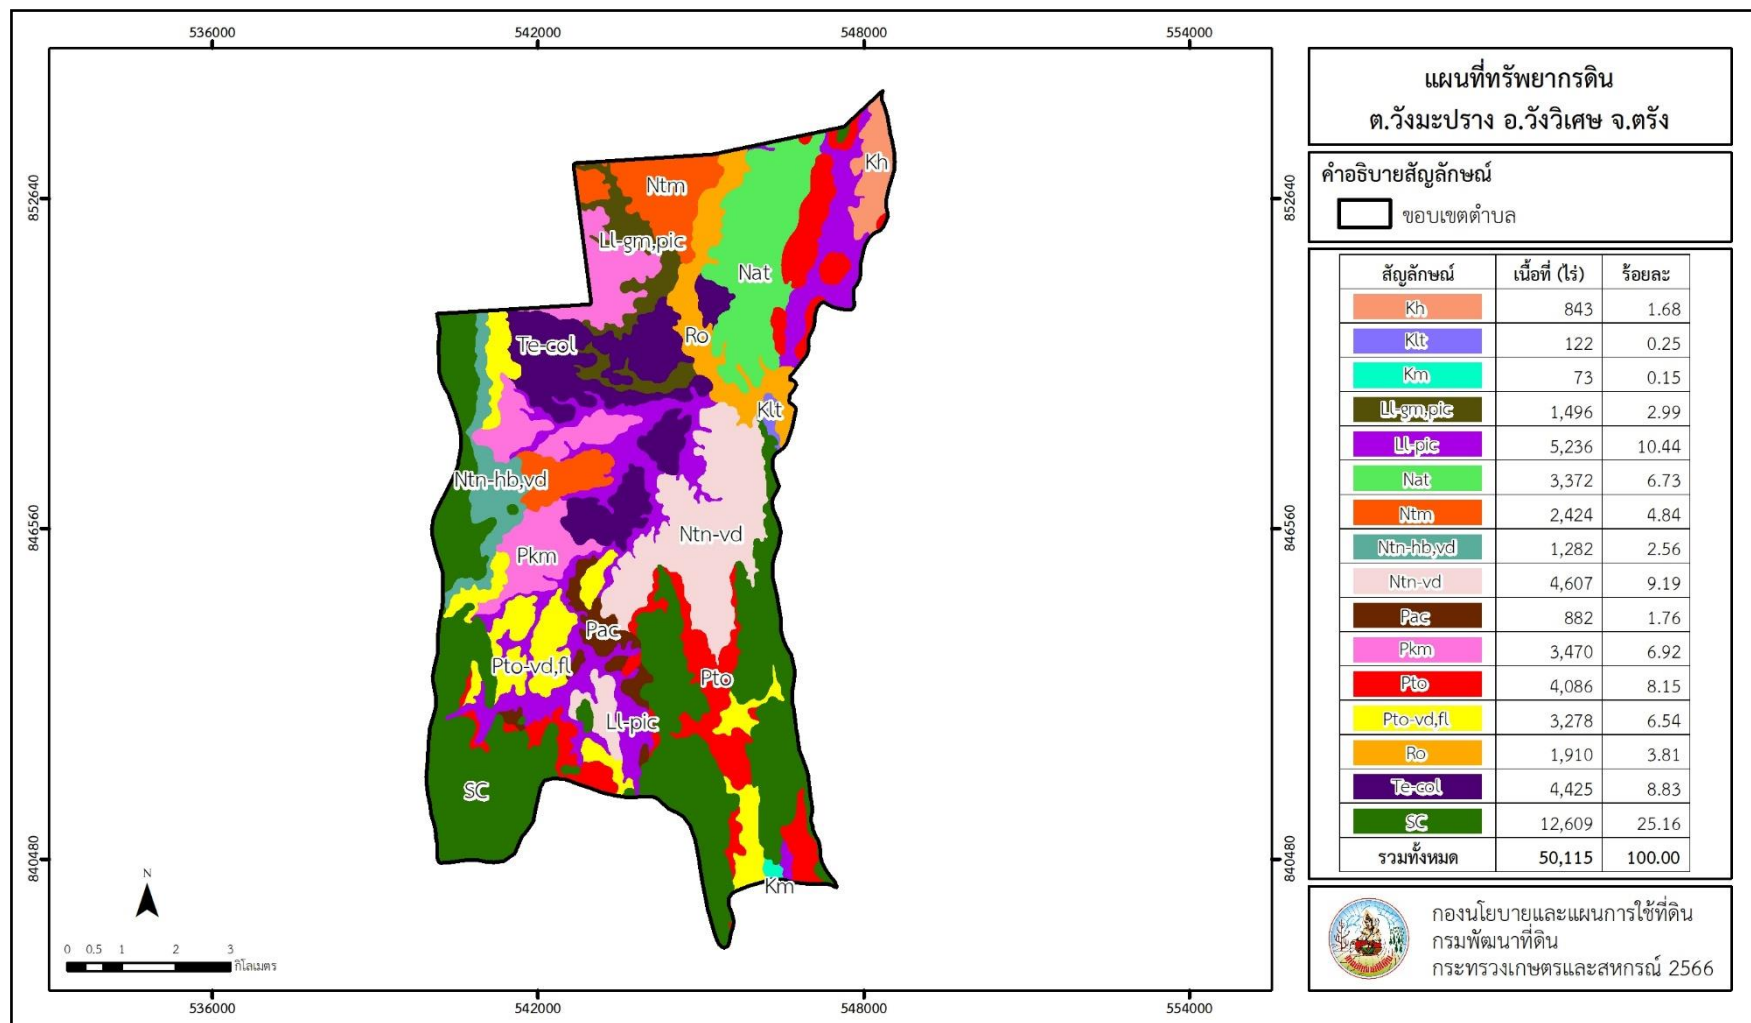 536000 542000 548000 554000
852640 852640
846560 846560
840480 840480
536000 542000 548000 554000
Kh
Ntm
Ll-gm,pic
Nat
Ro
Te-col
Klt
Ntn-hb,vd
Ntn-vd
Pkm
Pac
Pto-vd,fl
Pto
Ll-pic
SC
Km
N
0 0.5 1 2 3
กิโลเมตร
แผนที่ทรัพยากรดิน
ต.วังมะปราง อ.วังวิเศษ จ.ตรัง
คำอธิบายสัญลักษณ์
ขอบเขตตำบล
สัญลักษณ์ เนื้อที่ (ไร่) ร้อยละ
Kh 843 1.68
Klt 122 0.25
Km 73 0.15
Ll-gm,pic 1,496 2.99
Ll-pic 5,236 10.44
Nat 3,372 6.73
Ntm 2,424 4.84
Ntn-hb,vd 1,282 2.56
Ntn-vd 4,607 9.19
Pac 882 1.76
Pkm 3,470 6.92
Pto 4,086 8.15
Pto-vd,fl 3,278 6.54
Ro 1,910 3.81
Te-col 4,425 8.83
SC 12,609 25.16
รวมทั้งหมด 50,115 100.00
กองนโยบายและแผนการใช้ที่ดิน
กรมพัฒนาที่ดิน
กระทรวงเกษตรและสหกรณ์ 2566